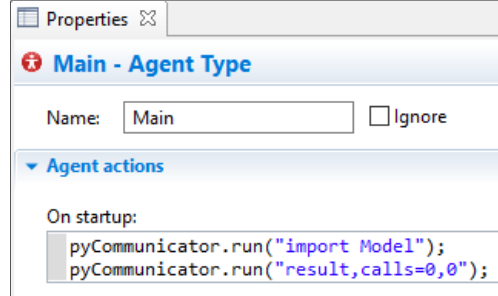 Properties
Main - Agent Type
Name: Main Ignore
Agent actions
On startup:
pyCommunicator.run("import Model");
pyCommunicator.run("result,calls=0,0");